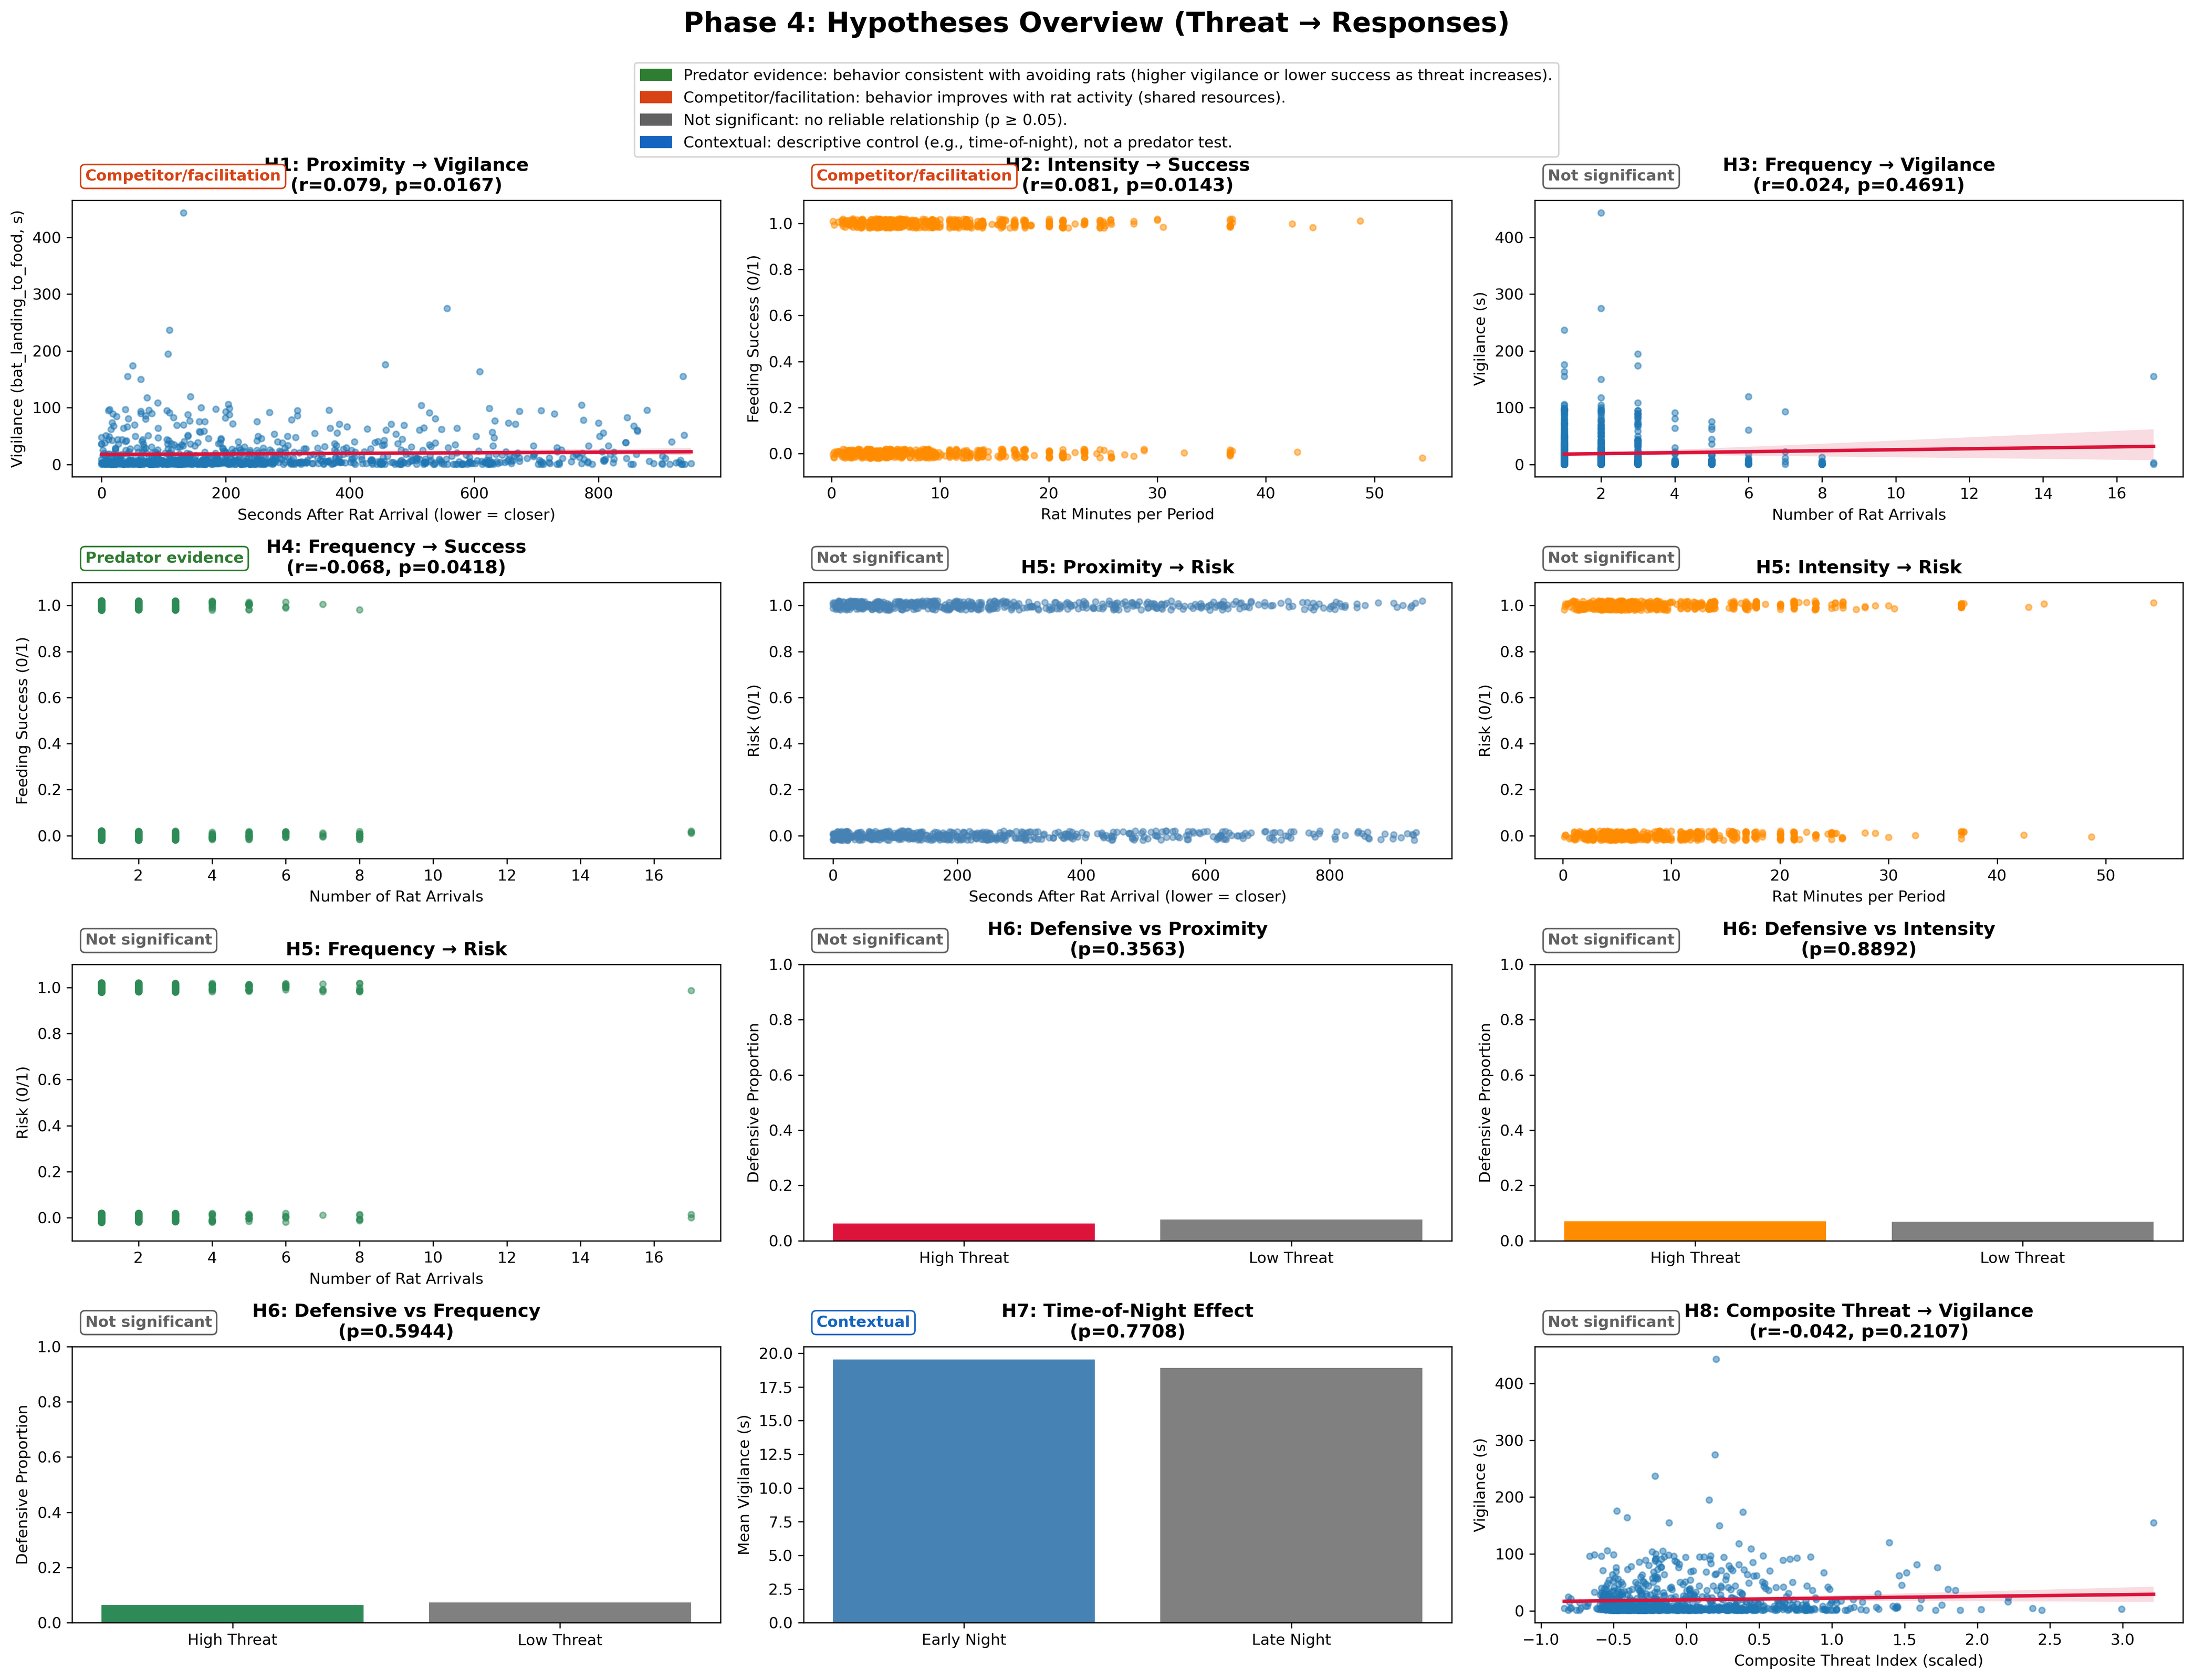 Phase 4: Hypotheses Overview (Threat → Responses)
Predator evidence: behavior consistent with avoiding rats (higher vigilance or lower success as threat increases).
Competitor/facilitation: behavior improves with rat activity (shared resources).
Not significant: no reliable relationship (p ≥ 0.05).
Contextual: descriptive control (e.g., time-of-night), not a predator test.
Competitor/facilitation
H1: Proximity → Vigilance
(r=0.079, p=0.0167)
Vigilance (bat_landing_to_food, s)
400
300
200
100
0
0 200 400 600 800
Seconds After Rat Arrival (lower = closer)
Competitor/facilitation
H2: Intensity → Success
(r=0.081, p=0.0143)
Feeding Success (0/1)
1.0
0.8
0.6
0.4
0.2
0.0
0 10 20 30 40 50
Rat Minutes per Period
Not significant
H3: Frequency → Vigilance
(r=0.024, p=0.4691)
Vigilance (s)
400
300
200
100
0
2 4 6 8 10 12 14 16
Number of Rat Arrivals
Predator evidence
H4: Frequency → Success
(r=-0.068, p=0.0418)
Feeding Success (0/1)
1.0
0.8
0.6
0.4
0.2
0.0
2 4 6 8 10 12 14 16
Number of Rat Arrivals
Not significant
H5: Proximity → Risk
Risk (0/1)
1.0
0.8
0.6
0.4
0.2
0.0
0 200 400 600 800
Seconds After Rat Arrival (lower = closer)
Not significant
H5: Intensity → Risk
Risk (0/1)
1.0
0.8
0.6
0.4
0.2
0.0
0 10 20 30 40 50
Rat Minutes per Period
Not significant
H5: Frequency → Risk
Risk (0/1)
1.0
0.8
0.6
0.4
0.2
0.0
2 4 6 8 10 12 14 16
Number of Rat Arrivals
Not significant
H6: Defensive vs Proximity
(p=0.3563)
Defensive Proportion
1.0
0.8
0.6
0.4
0.2
0.0
High Threat Low Threat
Not significant
H6: Defensive vs Intensity
(p=0.8892)
Defensive Proportion
1.0
0.8
0.6
0.4
0.2
0.0
High Threat Low Threat
Not significant
H6: Defensive vs Frequency
(p=0.5944)
Defensive Proportion
1.0
0.8
0.6
0.4
0.2
0.0
High Threat Low Threat
Contextual
H7: Time-of-Night Effect
(p=0.7708)
Mean Vigilance (s)
20.0
17.5
15.0
12.5
10.0
7.5
5.0
2.5
0.0
Early Night Late Night
Not significant
H8: Composite Threat → Vigilance
(r=-0.042, p=0.2107)
Vigilance (s)
400
300
200
100
0
−1.0 −0.5 0.0 0.5 1.0 1.5 2.0 2.5 3.0
Composite Threat Index (scaled)